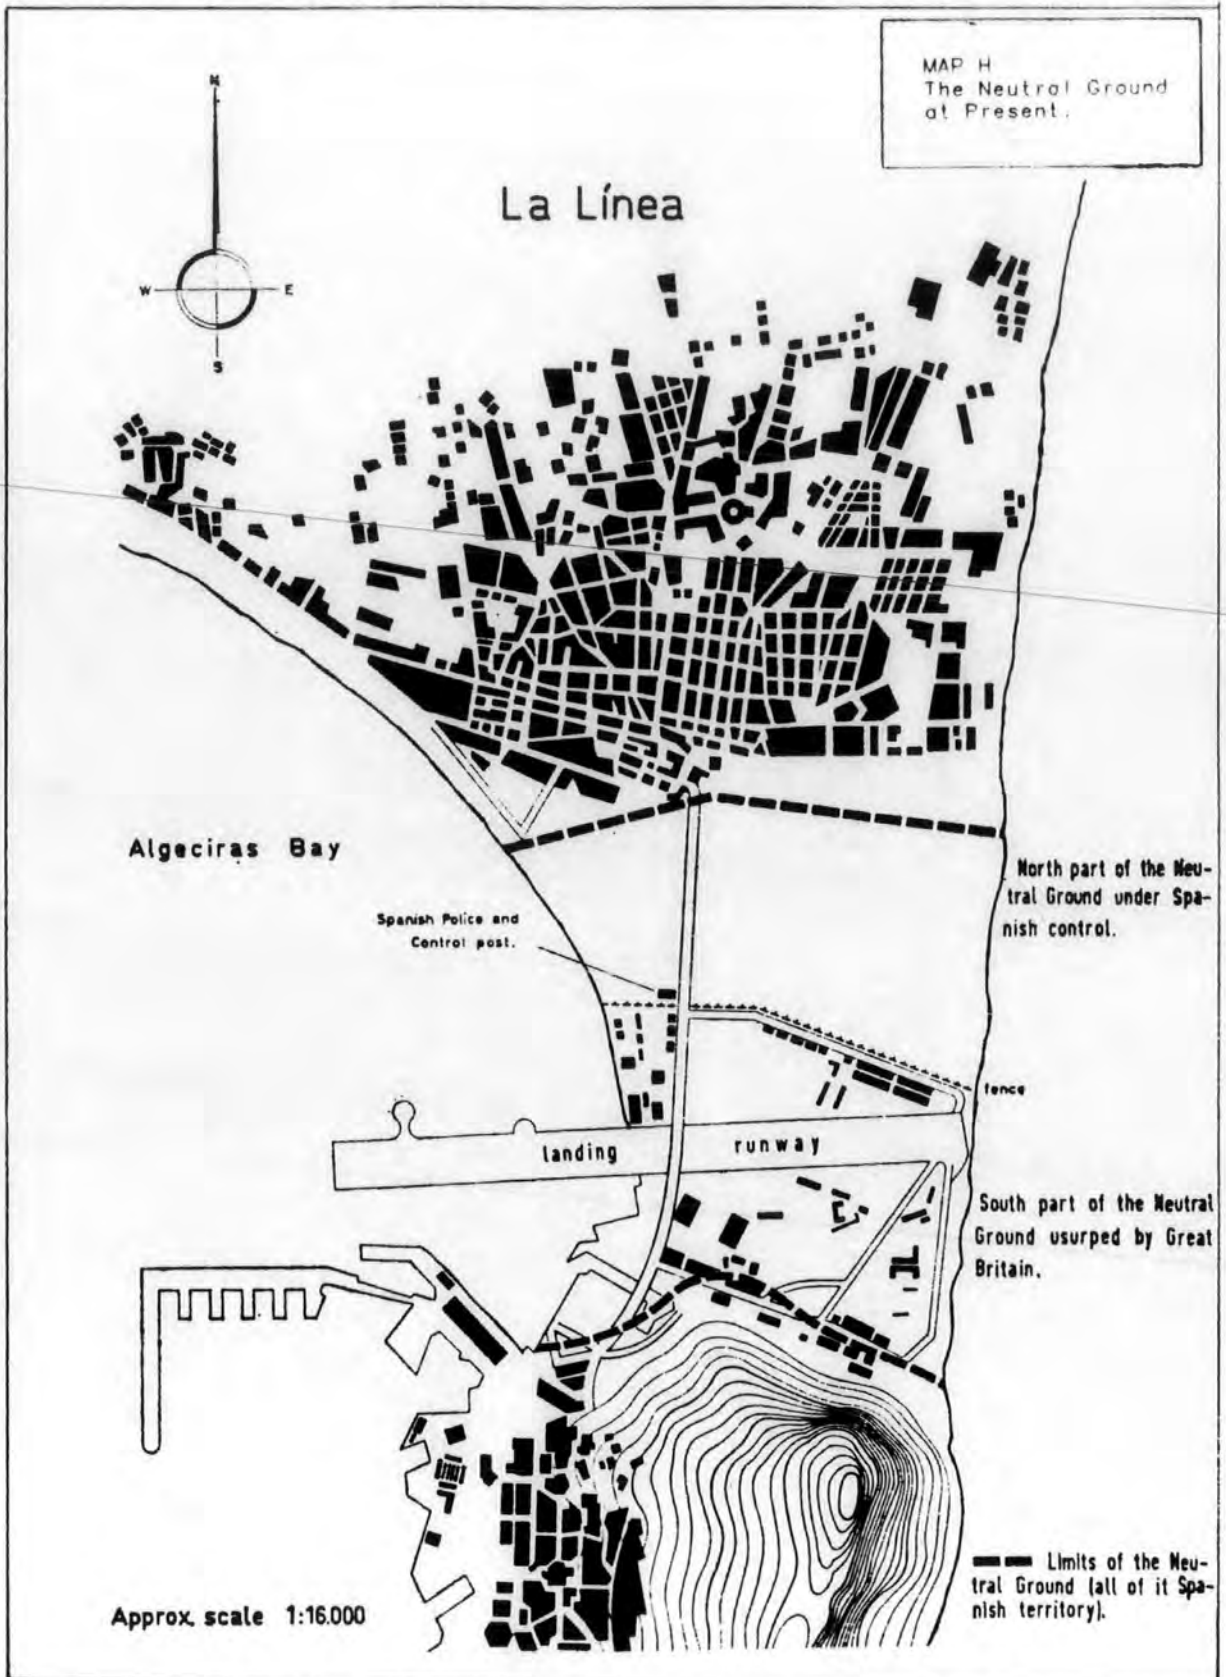 MAP H
The Neutral Ground
at Present.
N
La Línea
W
E
S
Algeciras Bay
North part of the Neu-
tral Ground under Spa-
nish control.
Spanish Police and
Control post.
fence
landing runway
South part of the Neutral
Ground usurped by Great
Britain.
Limits of the Neu-
tral Ground (all of it Spa-
nish territory).
Approx. scale 1:16.000